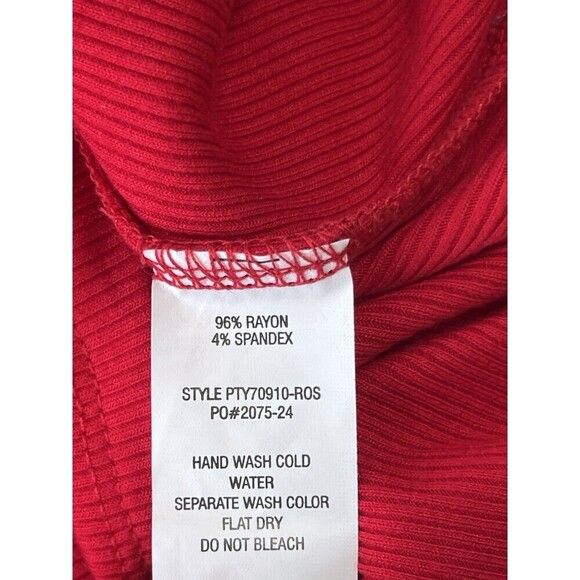 96% RAYON
4% SPANDEX
STYLE PTY70910-ROS
PO#2075-24
HAND WASH COLD
WATER
SEPARATE WASH COLOR
FLAT DRY
DO NOT BLEACH